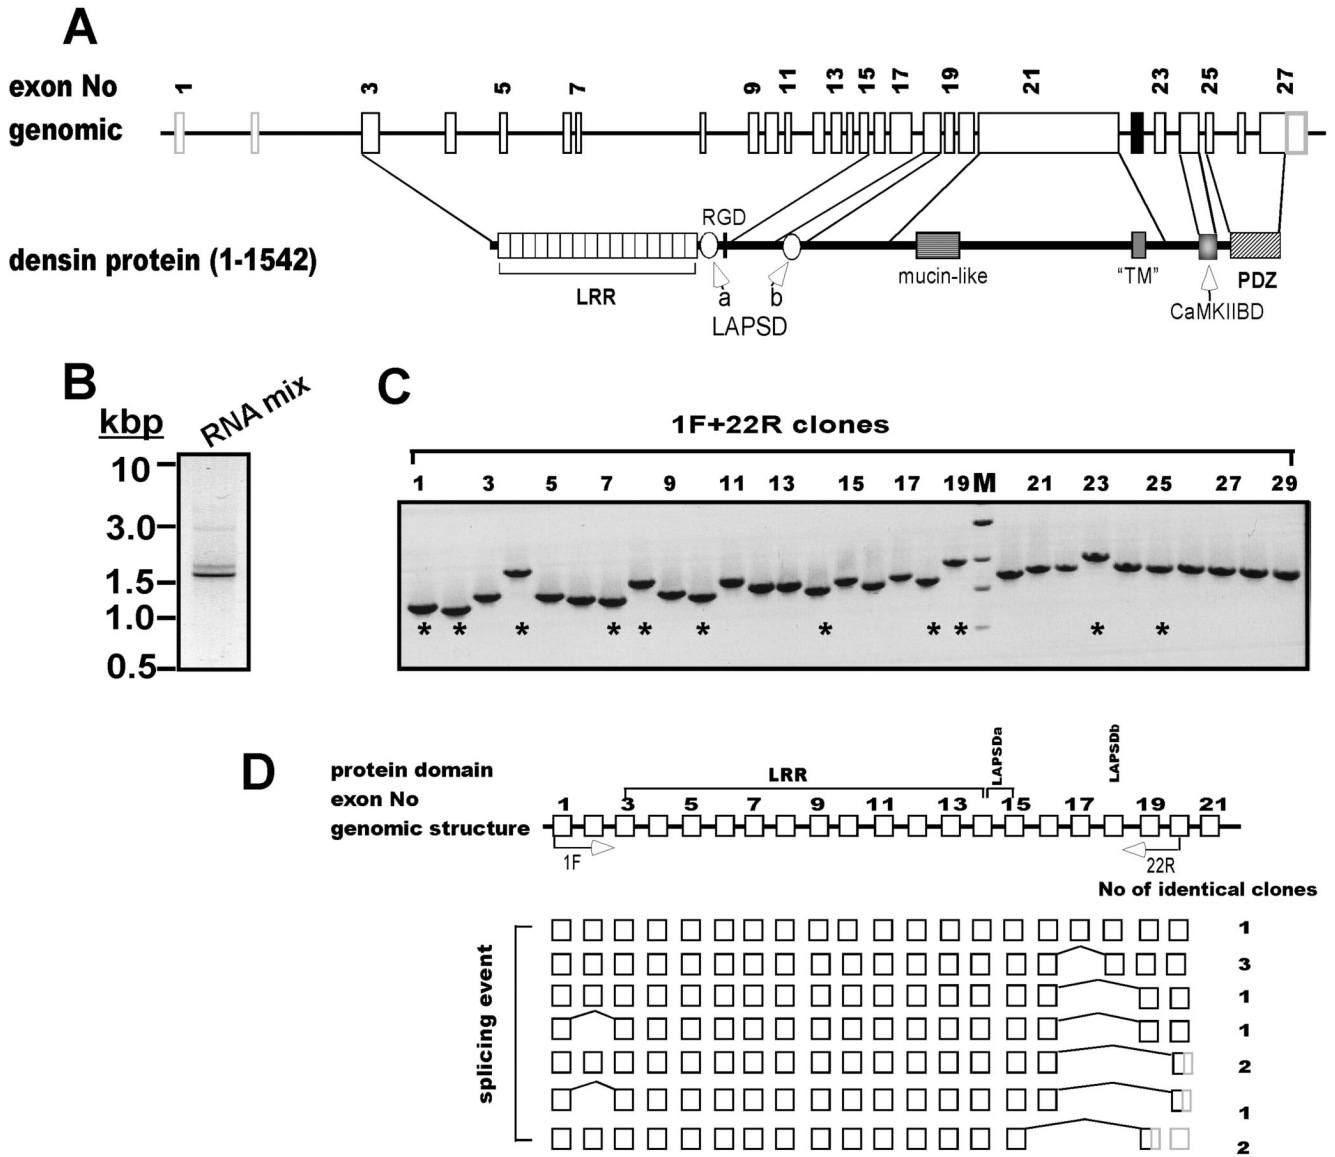 A
exon No 1 3 5 7 9 11 13 15 17 19 21 23 25 27
genomic
RGD
densin protein (1-1542)
LRR a b mucin-like "TM" PDZ
LAPSD CaMKIIBD
B
kbp RNA mix
10
3.0
1.5
1.0
0.5
C
1F+22R clones
1 3 5 7 9 11 13 15 17 19 M 21 23 25 27 29
* * * * * * * * * * *
D
protein domain LRR LAPSDa LAPSDb
exon No 1 3 5 7 9 11 13 15 17 19 21
genomic structure
1F 22R
No of identical clones
splicing event
1
3
1
1
2
1
2